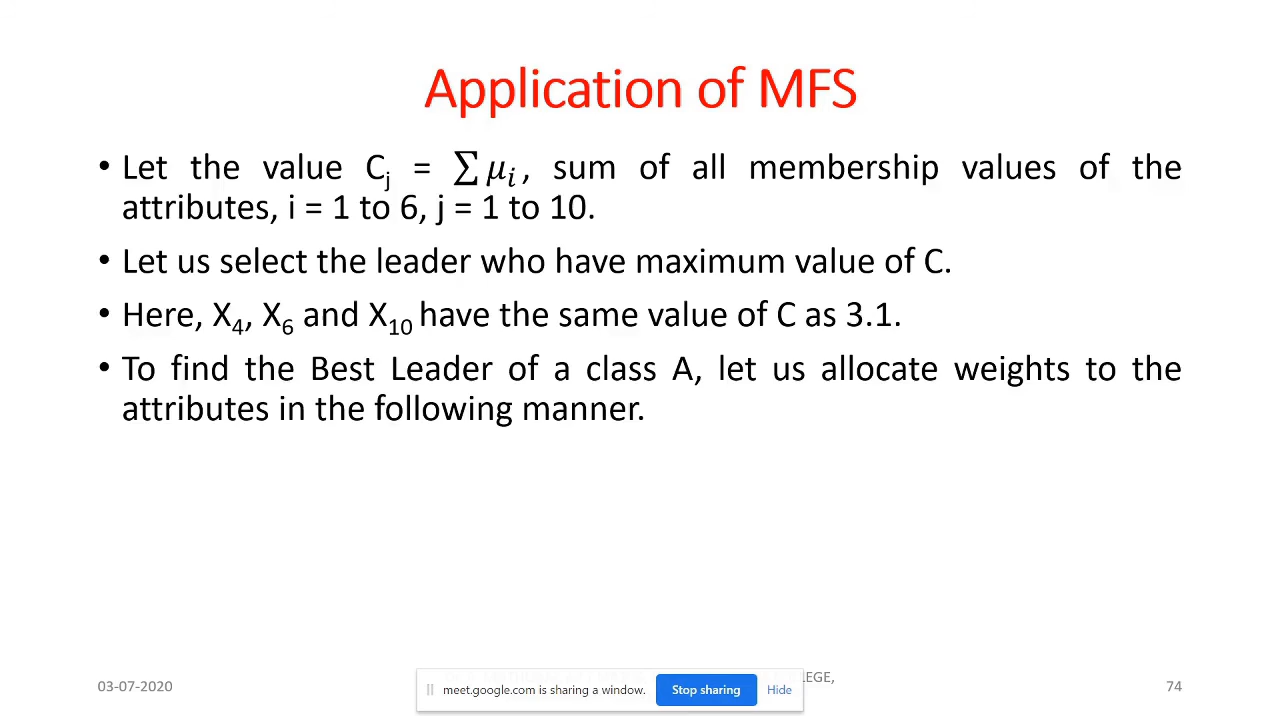 Application of MFS
• Let the value Cj = ∑ μi, sum of all membership values of the
attributes, i = 1 to 6, j = 1 to 10.
• Let us select the leader who have maximum value of C.
• Here, X4, X6 and X10 have the same value of C as 3.1.
• To find the Best Leader of a class A, let us allocate weights to the
attributes in the following manner.
03-07-2020
meet.google.com is sharing a window. Stop sharing Hide
74